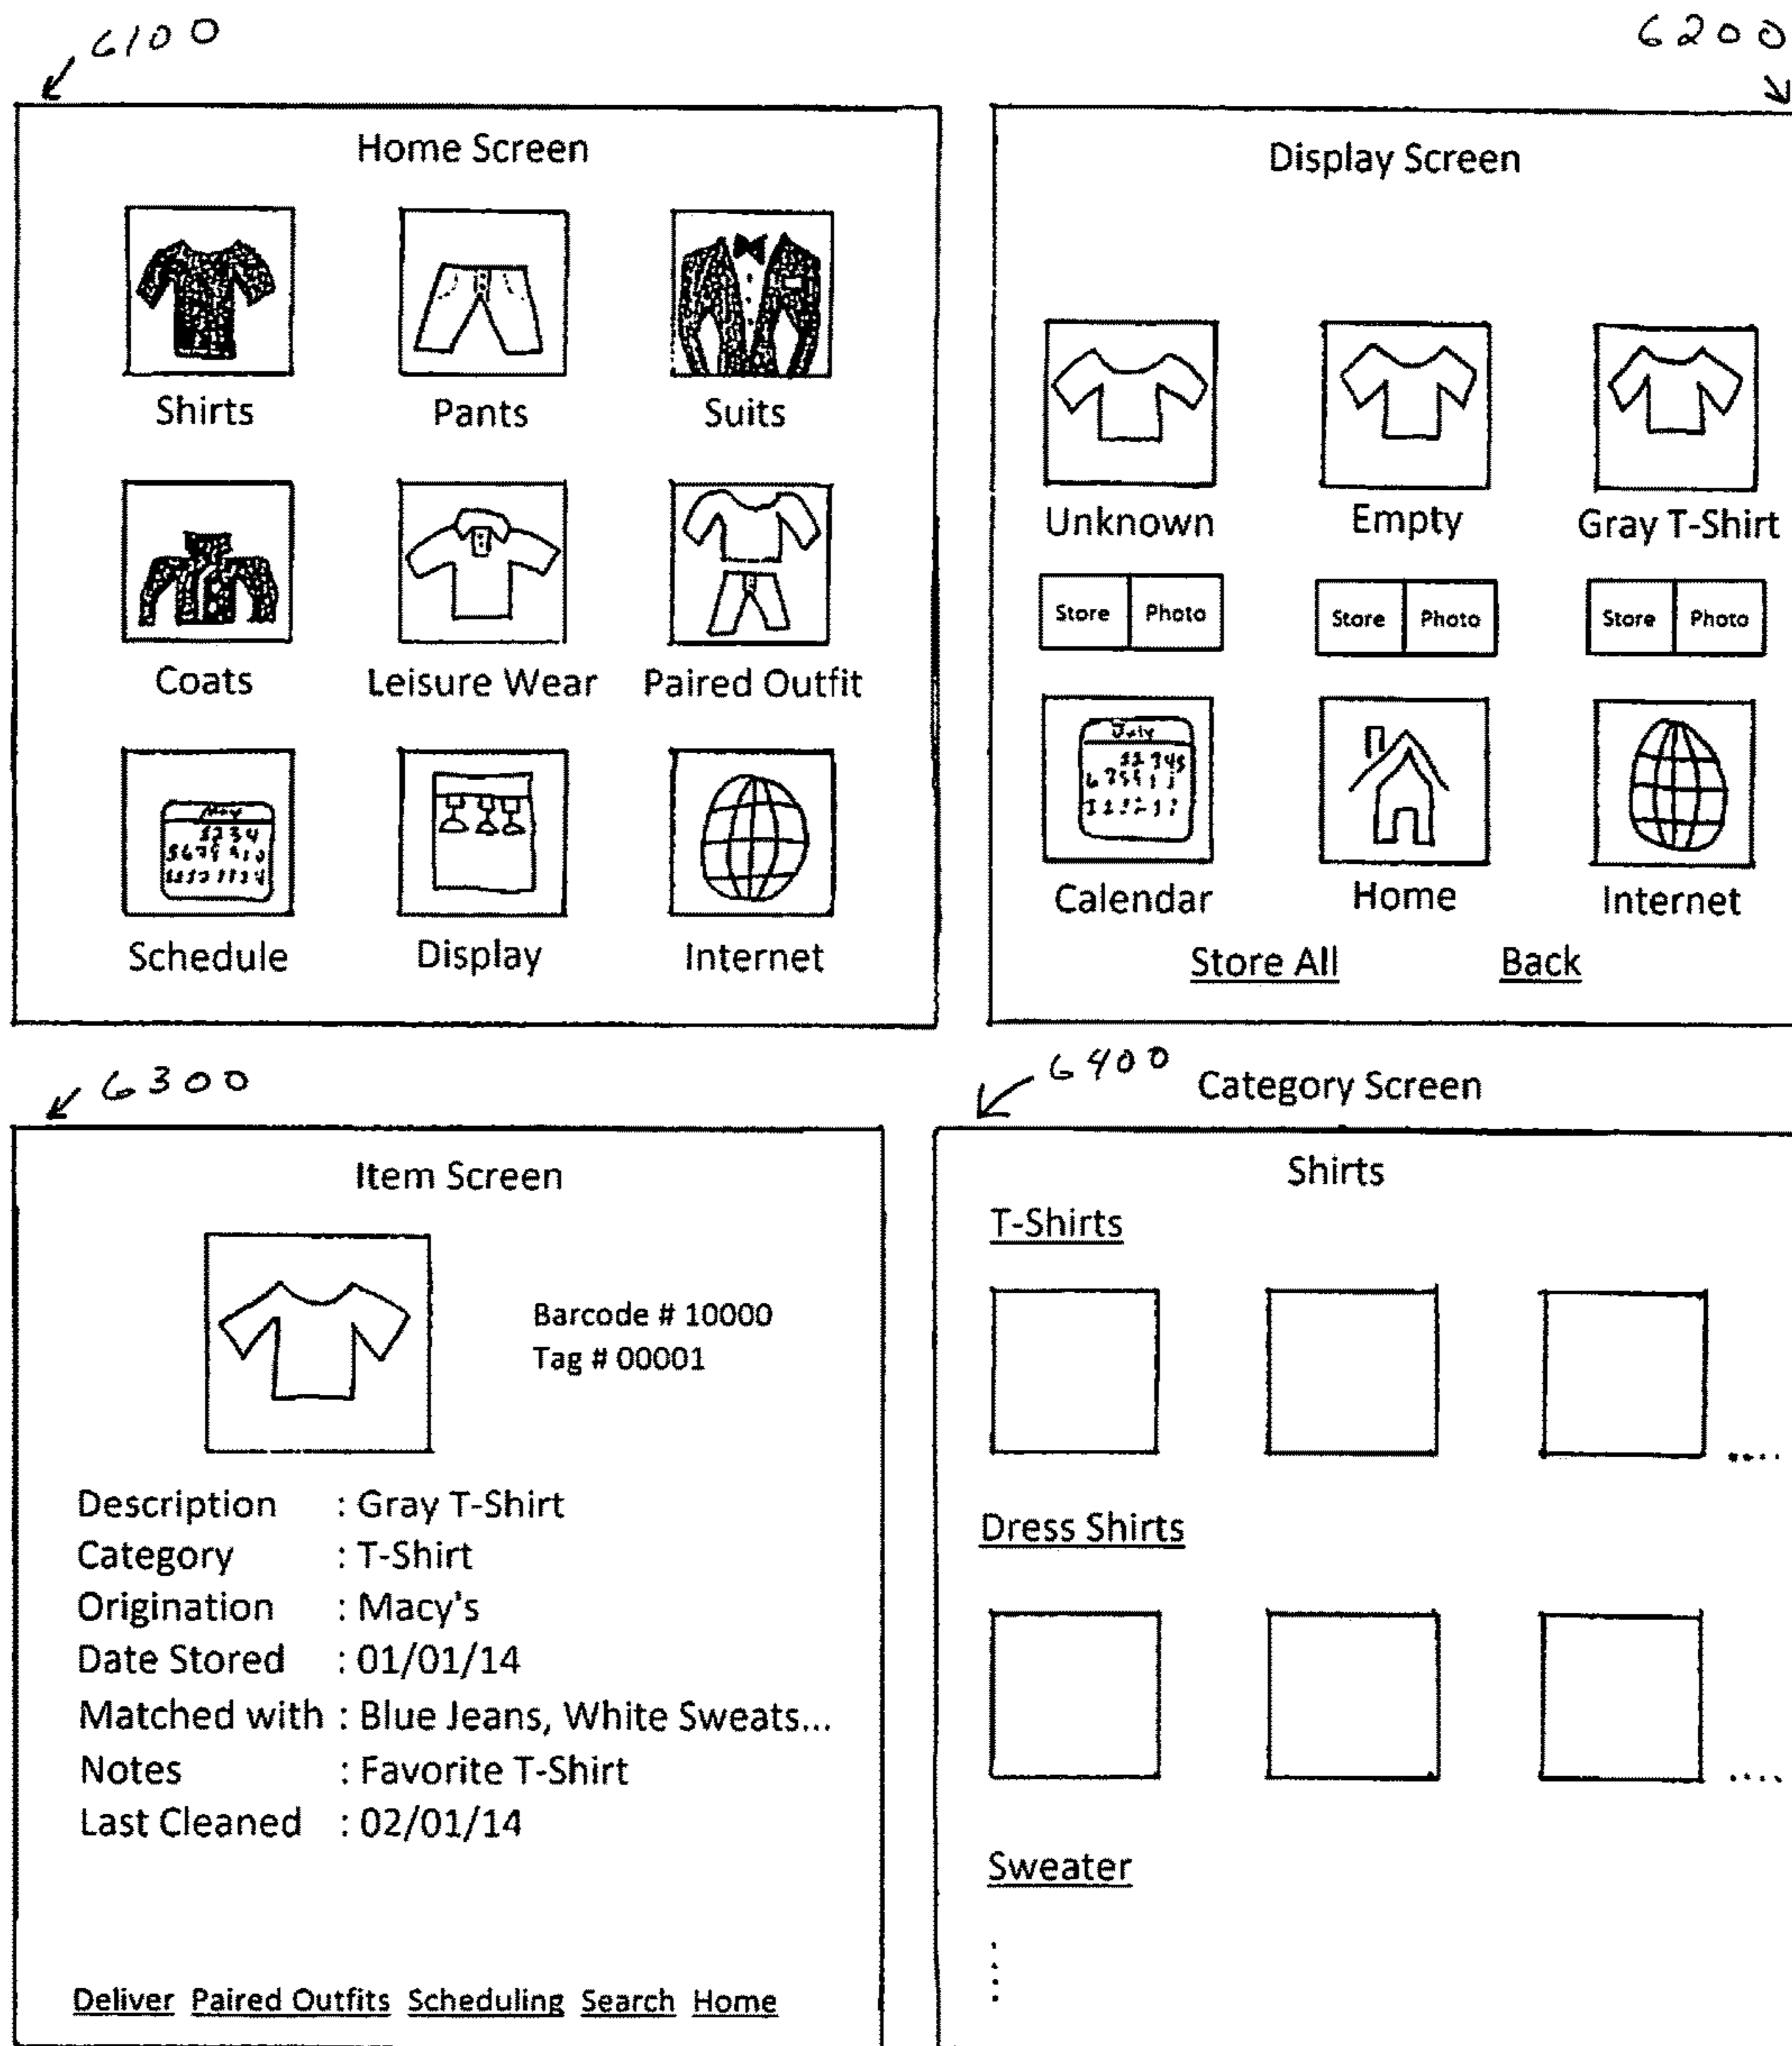 6100
6200
Home Screen
Shirts Pants Suits
Coats Leisure Wear Paired Outfit
May
Schedule Display Internet
Display Screen
Unknown Empty Gray T-Shirt
Store Photo Store Photo Store Photo
July
Calendar Home Internet
Store All Back
6300
Item Screen
Barcode # 10000
Tag # 00001
Description : Gray T-Shirt
Category : T-Shirt
Origination : Macy's
Date Stored : 01/01/14
Matched with : Blue Jeans, White Sweats...
Notes : Favorite T-Shirt
Last Cleaned : 02/01/14
Deliver Paired Outfits Scheduling Search Home
6400
Category Screen
Shirts
T-Shirts
....
Dress Shirts
....
Sweater